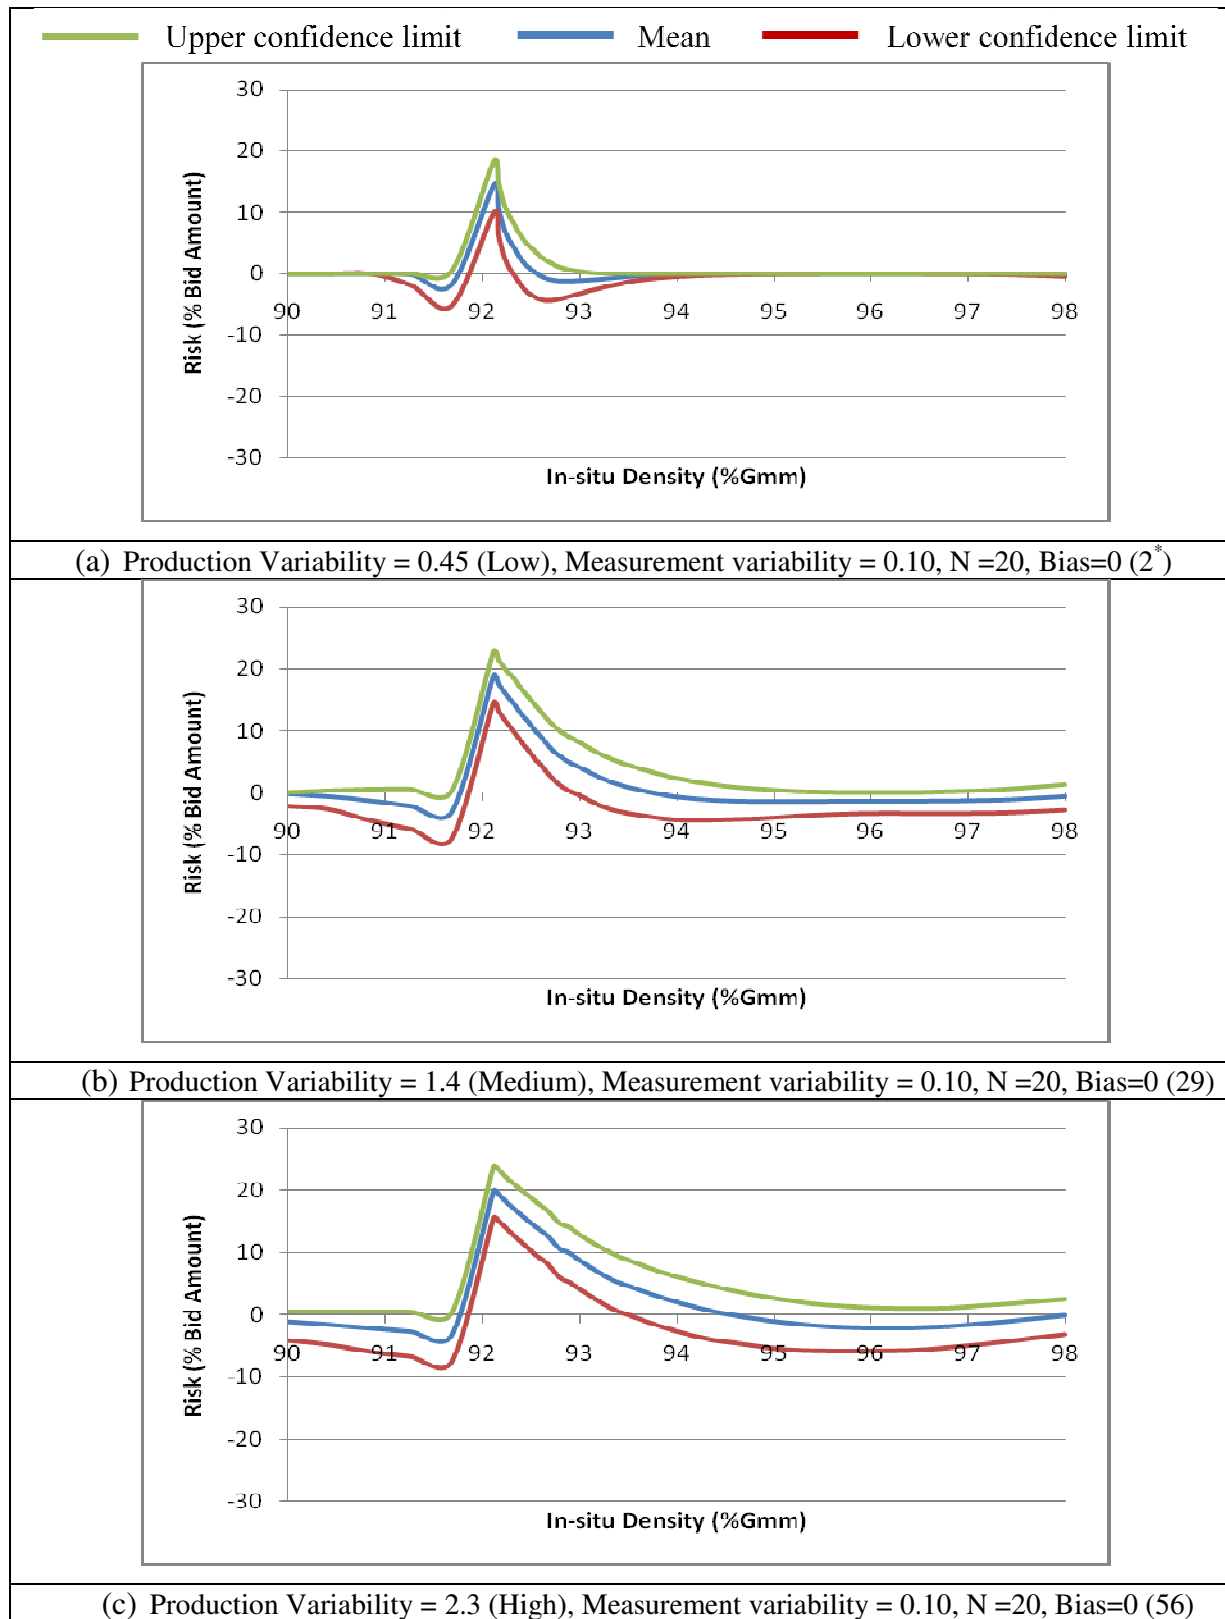 Upper confidence limit Mean Lower confidence limit
30
20
10
0
-10
-20
-30
90 91 92 93 94 95 96 97 98
Risk (% Bid Amount)
In-situ Density (%Gmm)
(a) Production Variability = 0.45 (Low), Measurement variability = 0.10, N =20, Bias=0 (2*)
30
20
10
0
-10
-20
-30
90 91 92 93 94 95 96 97 98
Risk (% Bid Amount)
In-situ Density (%Gmm)
(b) Production Variability = 1.4 (Medium), Measurement variability = 0.10, N =20, Bias=0 (29)
30
20
10
0
-10
-20
-30
90 91 92 93 94 95 96 97 98
Risk (% Bid Amount)
In-situ Density (%Gmm)
(c) Production Variability = 2.3 (High), Measurement variability = 0.10, N =20, Bias=0 (56)